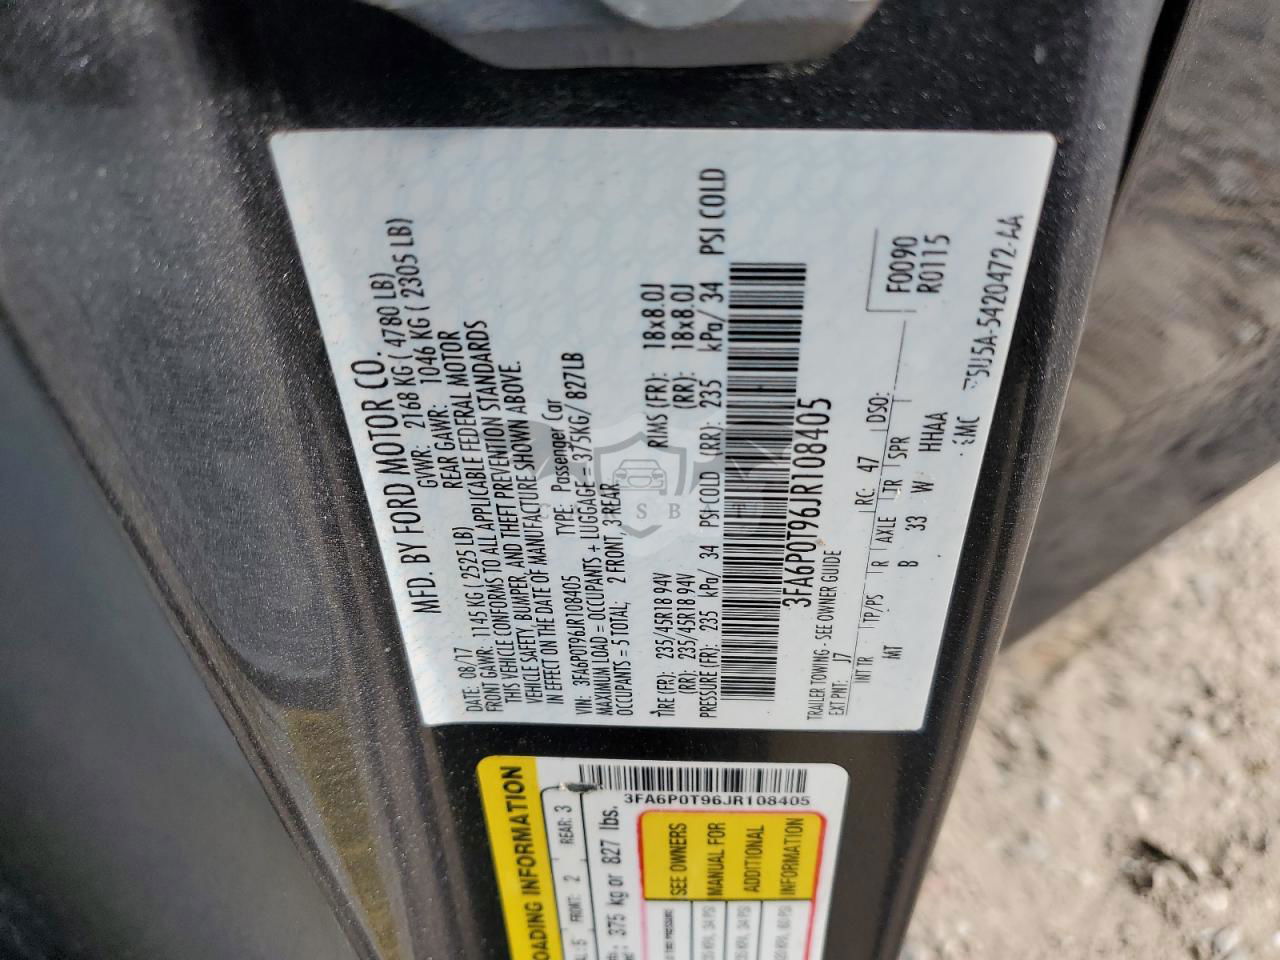 MFD. BY FORD MOTOR CO.
DATE: 08/17 GVWR: 2168 KG ( 4780 LB)
FRONT GAWR: 1145 KG ( 2525 LB) REAR GAWR: 1046 KG ( 2305 LB)
THIS VEHICLE CONFORMS TO ALL APPLICABLE FEDERAL MOTOR
VEHICLE SAFETY, BUMPER, AND THEFT PREVENTION STANDARDS
IN EFFECT ON THE DATE OF MANUFACTURE SHOWN ABOVE.
VIN: 3FA6P0T96JR108405 TYPE: Passenger Car
MAXIMUM LOAD = OCCUPANTS + LUGGAGE = 375KG/ 827LB
OCCUPANTS = 5 TOTAL: 2 FRONT, 3 REAR
TIRE (FR): 235/45R18 94V RIMS (FR): 18x8.0J
(RR): 235/45R18 94V (RR): 18x8.0J
PRESSURE (FR): 235 kPa/ 34 PSI COLD (RR): 235 kPa/ 34 PSI COLD
3FA6P0T96JR108405
TRAILER TOWING - SEE OWNER GUIDE
EXT PNT: J7 RC: 47 DSO:
INT TR TP/PS R AXLE TR SPR
MT B 33 W HHAA
F0090
R0115
5U5A-5420472-AA
3FA6P0T96JR108405
LOADING INFORMATION
FRONT: 2 REAR: 3
375 kg or 827 lbs.
SEE OWNERS
MANUAL FOR
ADDITIONAL
INFORMATION